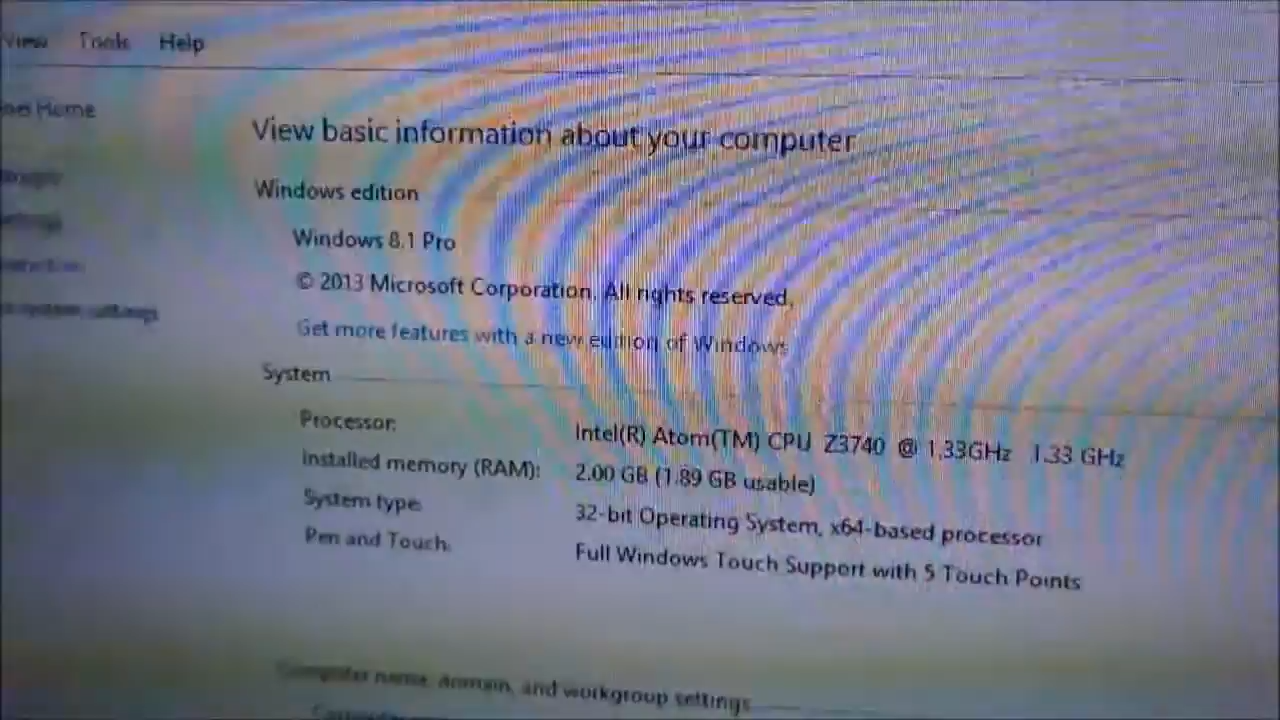 View Tools Help
Home
View basic information about your computer
Windows edition
Windows 8.1 Pro
© 2013 Microsoft Corporation. All rights reserved.
Get more features with a new edition of Windows
system settings
System
Processor: Intel(R) Atom(TM) CPU Z3740 @ 1.33GHz 1.33 GHz
Installed memory (RAM): 2.00 GB (1.89 GB usable)
System type: 32-bit Operating System, x64-based processor
Pen and Touch: Full Windows Touch Support with 5 Touch Points
Computer name, domain, and workgroup settings